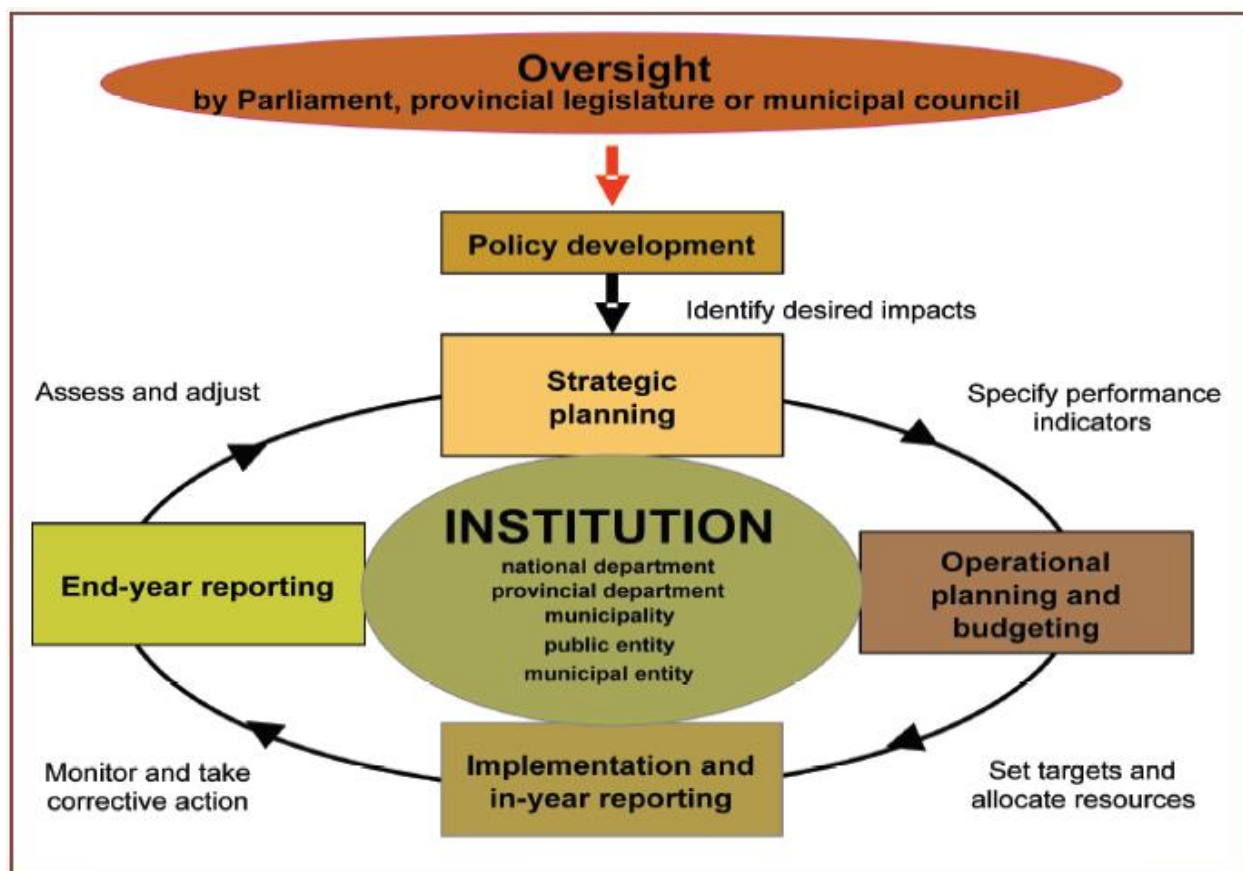 Oversight
by Parliament, provincial legislature or municipal council
Policy development
Identify desired impacts
Strategic
planning
Assess and adjust
Specify performance
indicators
INSTITUTION
national department
provincial department
municipality
public entity
municipal entity
End-year reporting
Operational
planning and
budgeting
Implementation and
in-year reporting
Monitor and take
corrective action
Set targets and
allocate resources